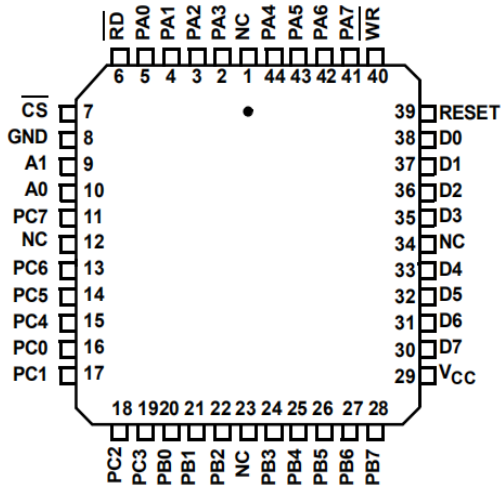 RD PA0 PA1 PA2 PA3 NC PA4 PA5 PA6 PA7 WR
6 5 4 3 2 1 44 43 42 41 40
CS 7 39 RESET
GND 8 38 D0
A1 9 37 D1
A0 10 36 D2
PC7 11 35 D3
NC 12 34 NC
PC6 13 33 D4
PC5 14 32 D5
PC4 15 31 D6
PC0 16 30 D7
PC1 17 29 VCC
18 19 20 21 22 23 24 25 26 27 28
PC2 PC3 PB0 PB1 PB2 NC PB3 PB4 PB5 PB6 PB7